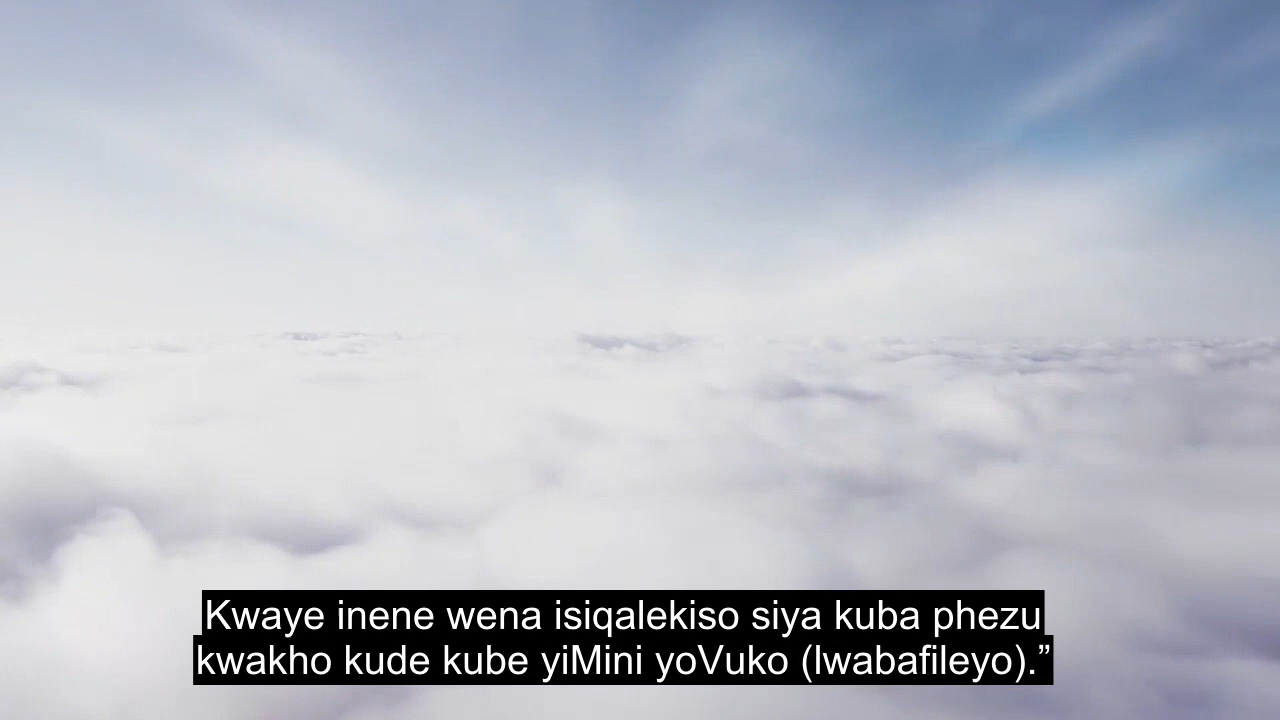 Kwaye inene wena isiqalekiso siya kuba phezu
kwakho kude kube yiMini yoVuko (lwabafileyo).”